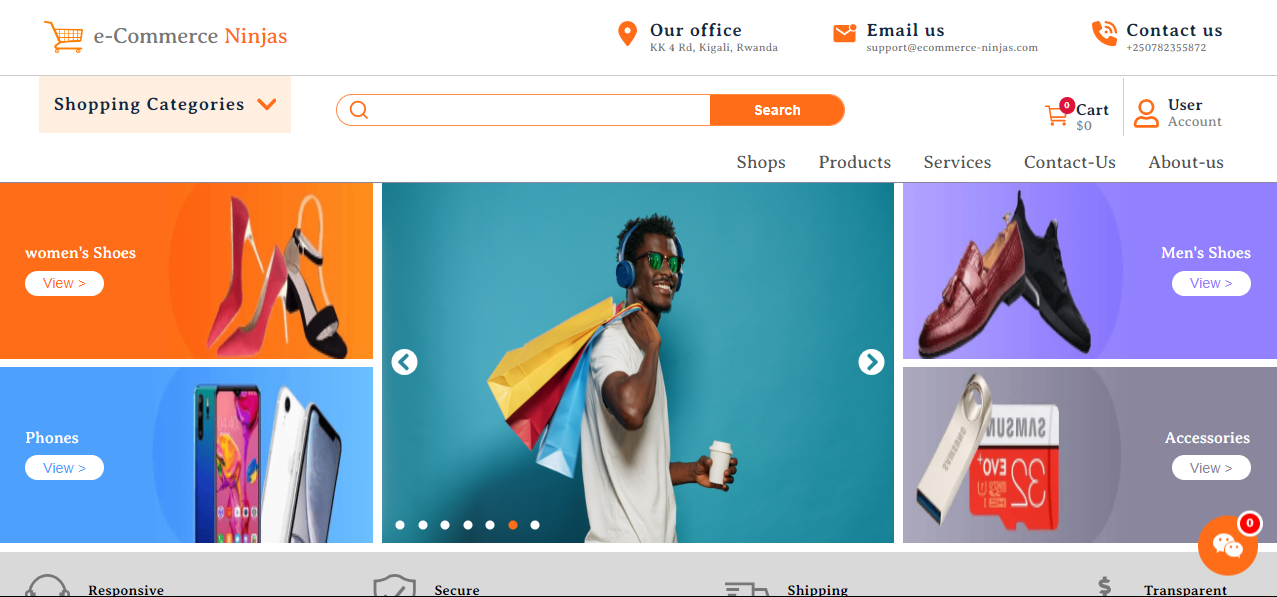 e-Commerce Ninjas
Our office
KK 4 Rd, Kigali, Rwanda
Email us
support@ecommerce-ninjas.com
Contact us
+250782355872
Shopping Categories
Search
0
Cart
$0
User
Account
Shops Products Services Contact-Us About-us
women's Shoes
View >
Men's Shoes
View >
Phones
View >
Accessories
View >
SAMSUNG
SAMSUNG
EVO+
32
0
Responsive
Secure
Shipping
Transparent